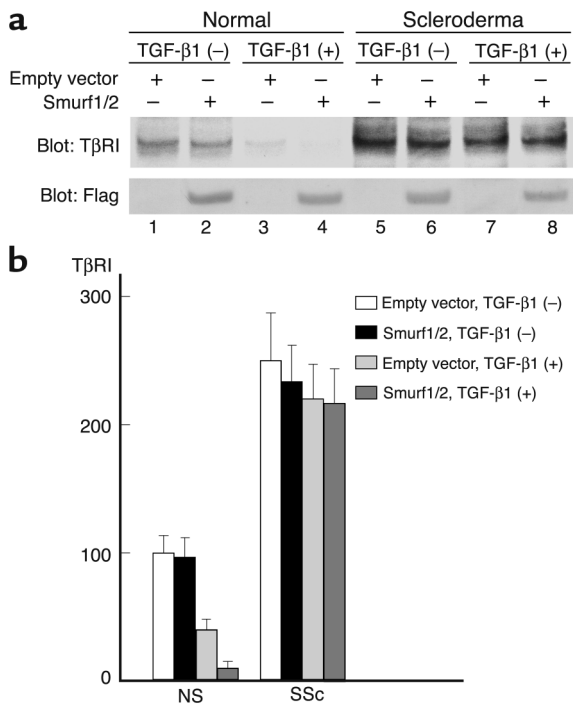 a
Normal Scleroderma
TGF-β1 (–) TGF-β1 (+) TGF-β1 (–) TGF-β1 (+)
Empty vector + – + – + – + –
Smurf1/2 – + – + – + – +
Blot: TβRI
Blot: Flag
1 2 3 4 5 6 7 8
b
TβRI
300
200
100
0
Empty vector, TGF-β1 (–)
Smurf1/2, TGF-β1 (–)
Empty vector, TGF-β1 (+)
Smurf1/2, TGF-β1 (+)
NS SSc